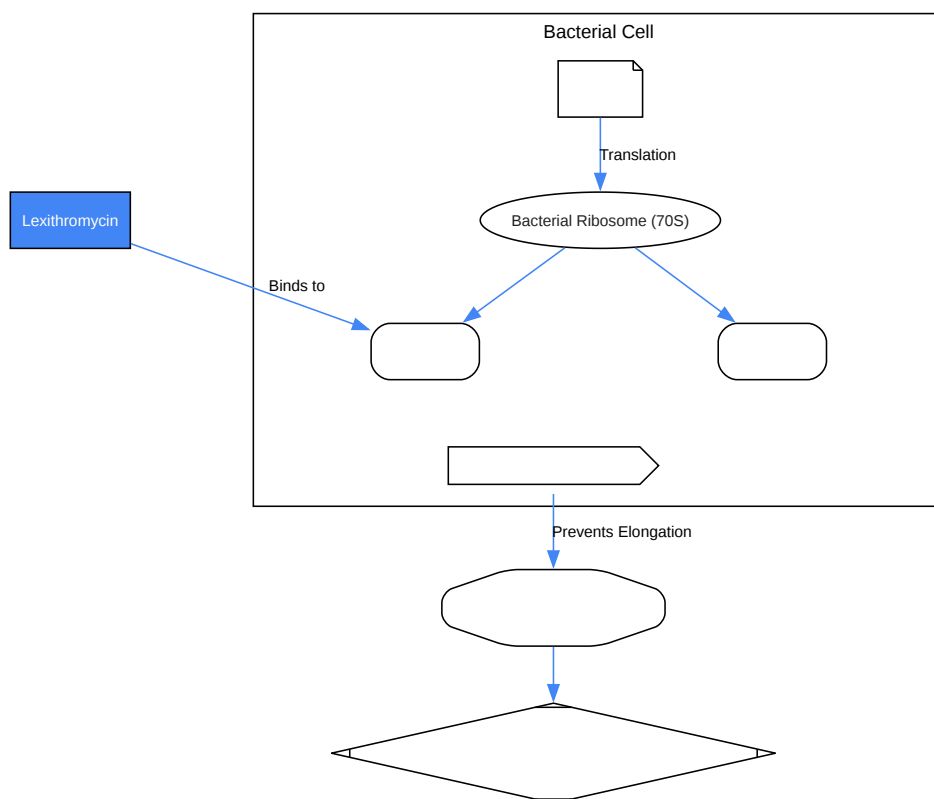 Bacterial Cell
Translation
Lexithromycin
Bacterial Ribosome (70S)
Binds to
Prevents Elongation